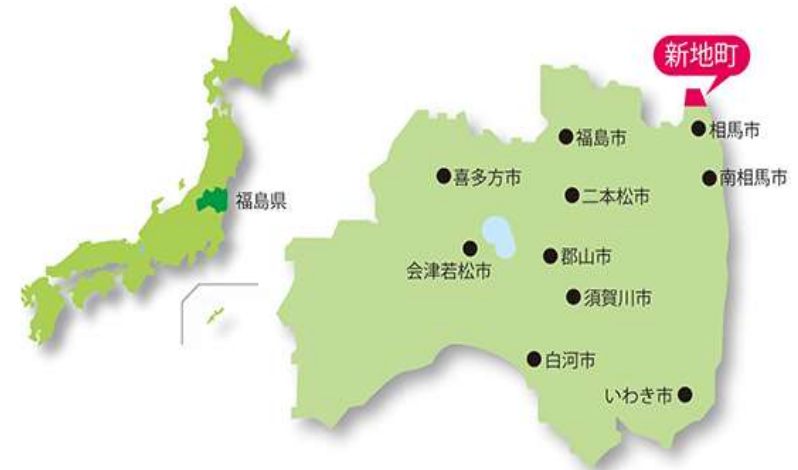 新地町
相馬市
福島市
喜多方市
南相馬市
二本松市
福島県
郡山市
会津若松市
須賀川市
白河市
いわき市